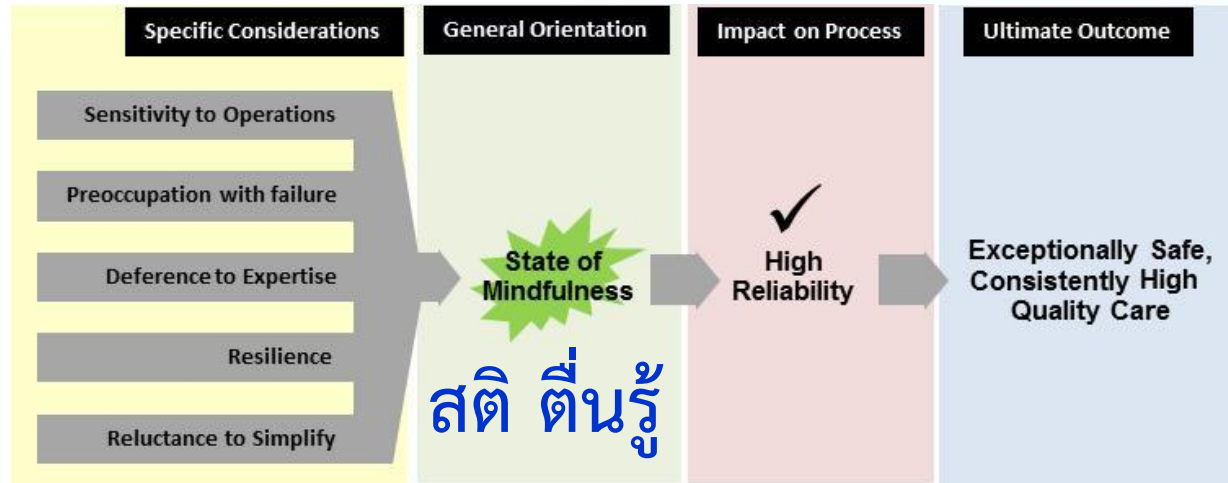 Specific Considerations
General Orientation
Impact on Process
Ultimate Outcome
Sensitivity to Operations
Preoccupation with failure
Deference to Expertise
Resilience
Reluctance to Simplify
State of
Mindfulness
สติ ตื่นรู้
High
Reliability
Exceptionally Safe,
Consistently High
Quality Care